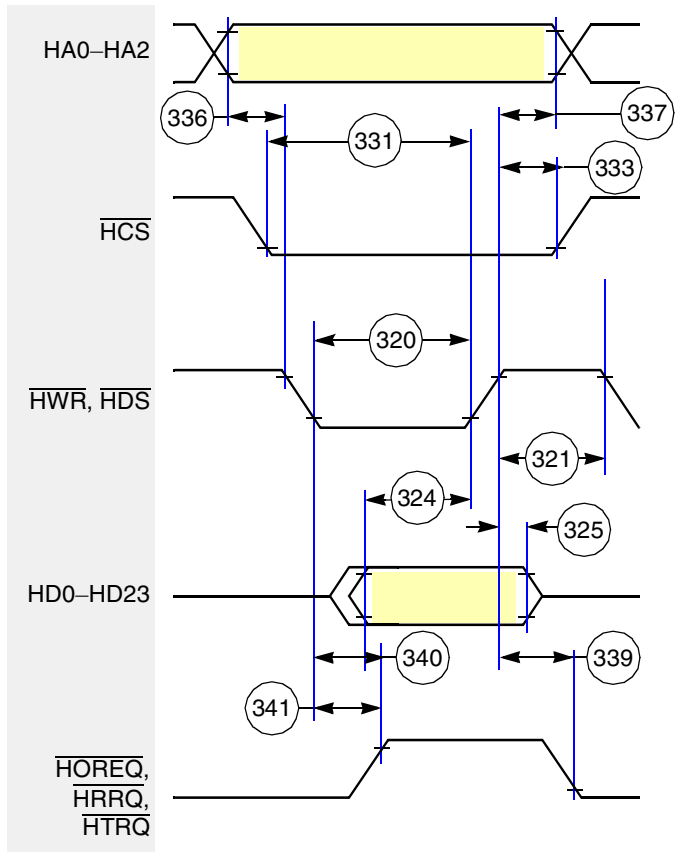 HA0–HA2
336
337
331
333
HCS
320
HWR, HDS
321
324
325
HD0–HD23
340
339
341
HOREQ,
HRRQ,
HTRQ